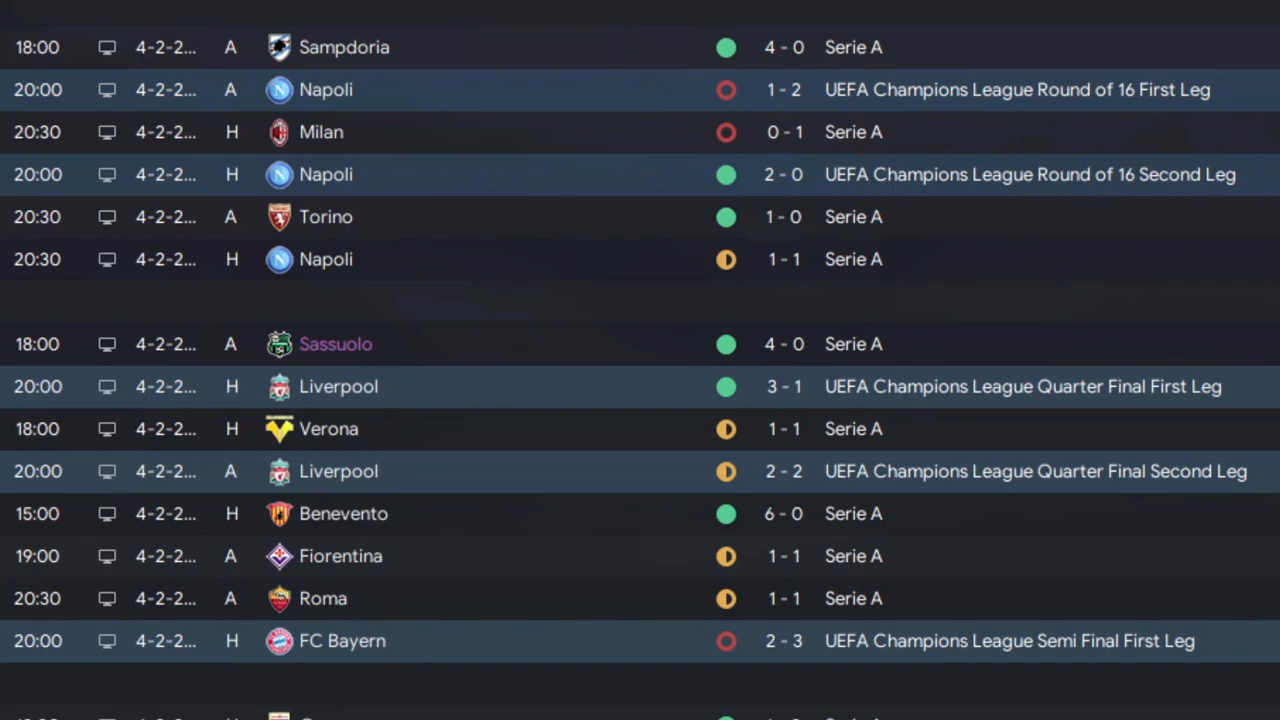 18:00 4-2-2... A Sampdoria 4 - 0 Serie A
20:00 4-2-2... A Napoli 1 - 2 UEFA Champions League Round of 16 First Leg
20:30 4-2-2... H Milan 0 - 1 Serie A
20:00 4-2-2... H Napoli 2 - 0 UEFA Champions League Round of 16 Second Leg
20:30 4-2-2... A Torino 1 - 0 Serie A
20:30 4-2-2... H Napoli 1 - 1 Serie A
18:00 4-2-2... A Sassuolo 4 - 0 Serie A
20:00 4-2-2... H Liverpool 3 - 1 UEFA Champions League Quarter Final First Leg
18:00 4-2-2... H Verona 1 - 1 Serie A
20:00 4-2-2... A Liverpool 2 - 2 UEFA Champions League Quarter Final Second Leg
15:00 4-2-2... H Benevento 6 - 0 Serie A
19:00 4-2-2... A Fiorentina 1 - 1 Serie A
20:30 4-2-2... A Roma 1 - 1 Serie A
20:00 4-2-2... H FC Bayern 2 - 3 UEFA Champions League Semi Final First Leg